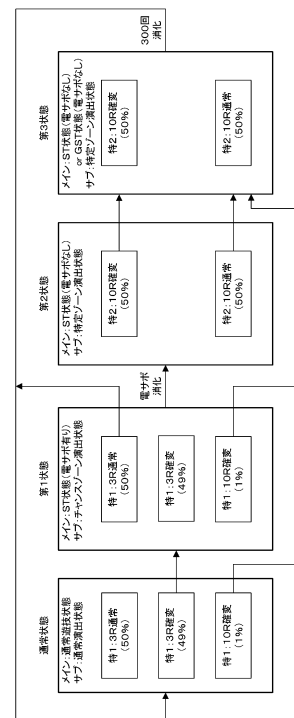 通常状態
メイン:通常遊技状態
サブ:通常演出状態
特1:3R通常
(50%)
特1:3R確変
(49%)
特1:10R確変
(1%)
第1状態
メイン:ST状態(電サポ有り)
サブ:チャンスゾーン演出状態
特1:3R通常
(50%)
特1:3R確変
(49%)
特1:10R確変
(1%)
電サポ
消化
第2状態
メイン:ST状態(電サポなし)
サブ:特定ゾーン演出状態
特2:10R確変
(50%)
特2:10R通常
(50%)
第3状態
メイン:ST状態(電サポなし)
or GST状態(電サポなし)
サブ:特定ゾーン演出状態
特2:10R確変
(50%)
特2:10R通常
(50%)
300回
消化